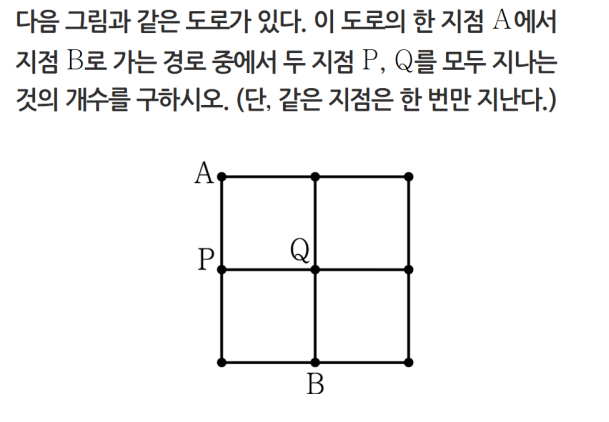 다음 그림과 같은 도로가 있다. 이 도로의 한 지점 A에서
지점 B로 가는 경로 중에서 두 지점 P, Q를 모두 지나는
것의 개수를 구하시오. (단, 같은 지점은 한 번만 지난다.)
A
P
Q
B